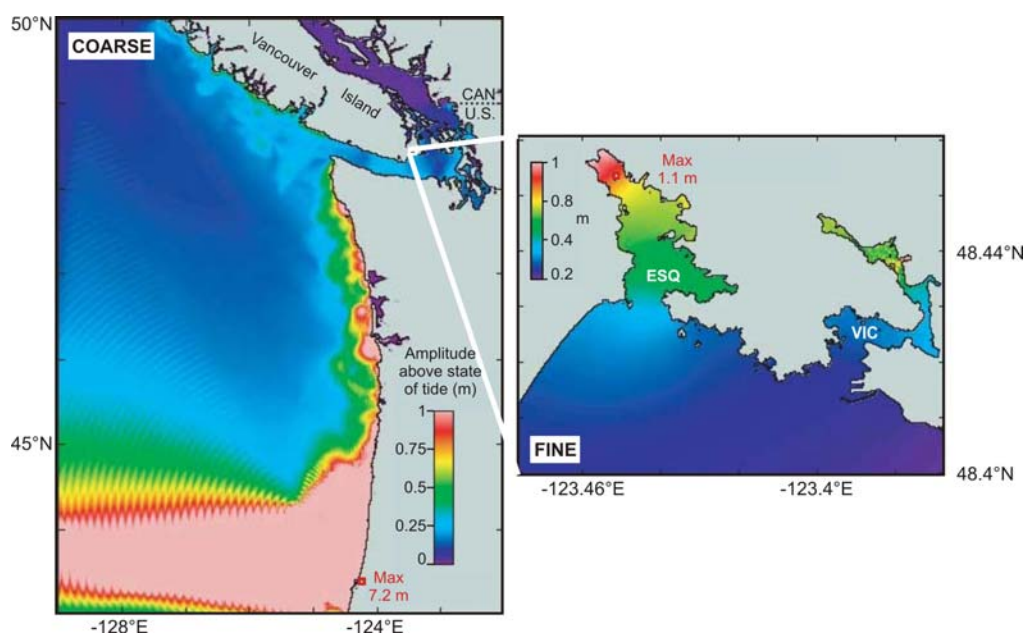 50°N
COARSE
Vancouver
Island
CAN
U.S.
45°N
Amplitude
above state
of tide (m)
1
0.75
0.5
0.25
0
Max
7.2 m
-128°E
-124°E
1
0.8
m
0.4
0.2
Max
1.1 m
ESQ
VIC
48.44°N
FINE
48.4°N
-123.46°E
-123.4°E